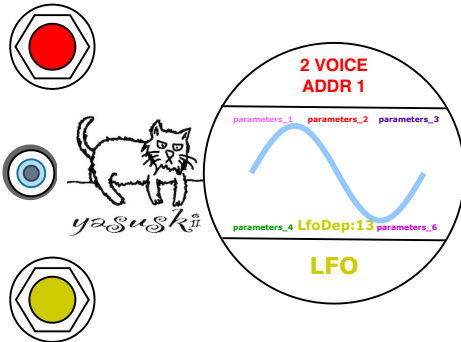 2 VOICE
ADDR 1
parameters_1 parameters_2 parameters_3
yasuski
parameters_4 LfoDep:13 parameters_6
LFO